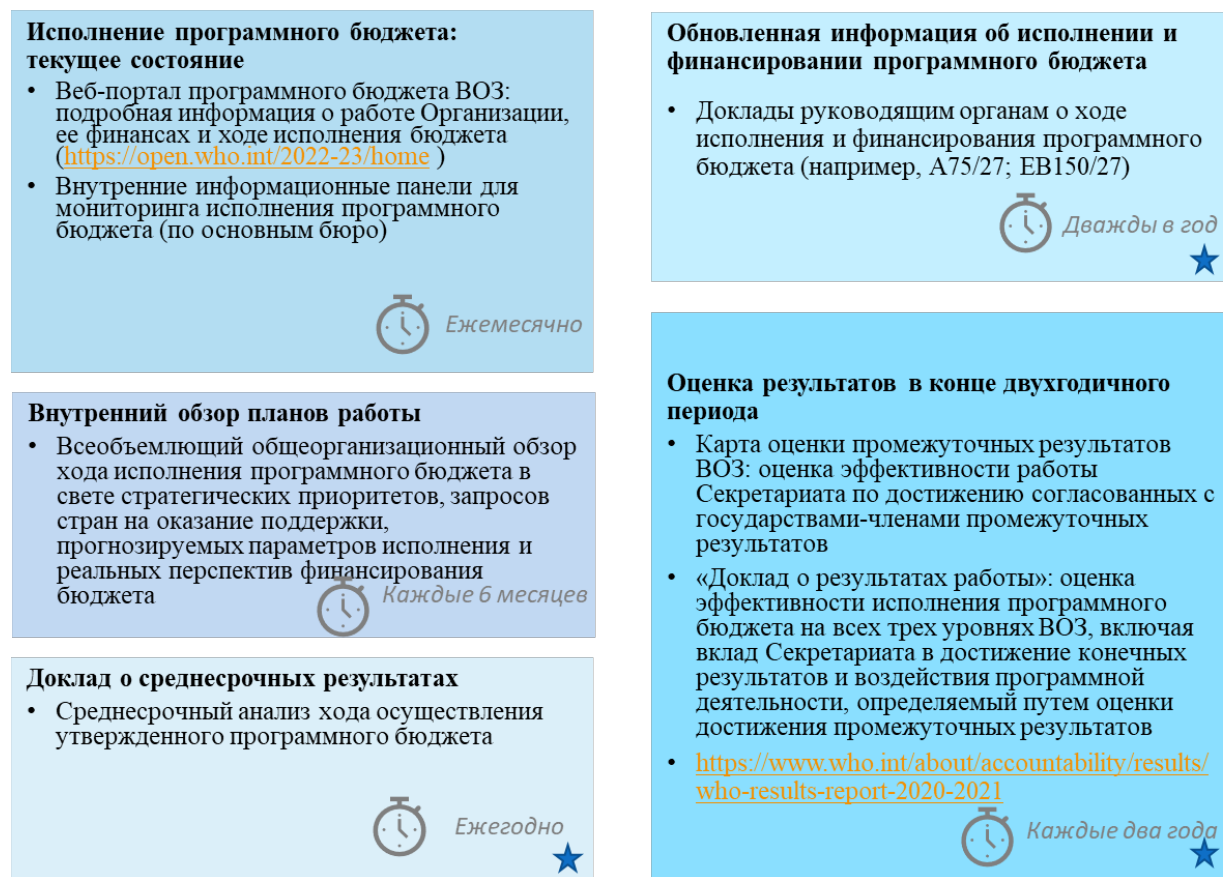 Исполнение программного бюджета:
текущее состояние
• Веб-портал программного бюджета ВОЗ:
подробная информация о работе Организации,
ее финансах и ходе исполнения бюджета
(https://open.who.int/2022-23/home )
• Внутренние информационные панели для
мониторинга исполнения программного
бюджета (по основным бюро)
Ежемесячно
Внутренний обзор планов работы
• Всеобъемлющий общеорганизационный обзор
хода исполнения программного бюджета в
свете стратегических приоритетов, запросов
стран на оказание поддержки,
прогнозируемых параметров исполнения и
реальных перспектив финансирования
бюджета
Каждые 6 месяцев
Доклад о среднесрочных результатах
• Среднесрочный анализ хода осуществления
утвержденного программного бюджета
Ежегодно
Обновленная информация об исполнении и
финансировании программного бюджета
• Доклады руководящим органам о ходе
исполнения и финансирования программного
бюджета (например, A75/27; EB150/27)
Дважды в год
Оценка результатов в конце двухгодичного
периода
• Карта оценки промежуточных результатов
ВОЗ: оценка эффективности работы
Секретариата по достижению согласованных с
государствами-членами промежуточных
результатов
• «Доклад о результатах работы»: оценка
эффективности исполнения программного
бюджета на всех трех уровнях ВОЗ, включая
вклад Секретариата в достижение конечных
результатов и воздействия программной
деятельности, определяемый путем оценки
достижения промежуточных результатов
• https://www.who.int/about/accountability/results/
who-results-report-2020-2021
Каждые два года